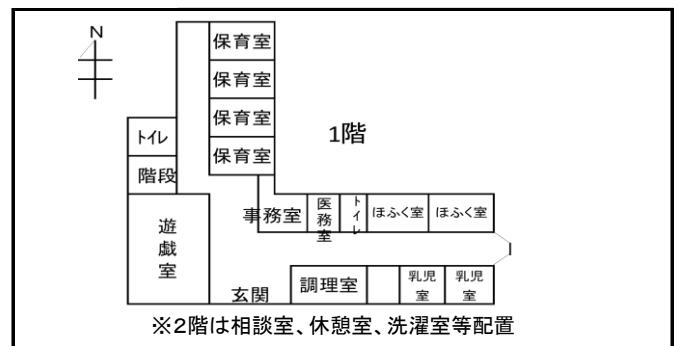 N
保育室
保育室
保育室
保育室
1階
トイレ
階段
遊戯室
事務室
医務室
トイレ
ほふく室
ほふく室
玄関
調理室
乳児室
乳児室
※2階は相談室、休憩室、洗濯室等配置